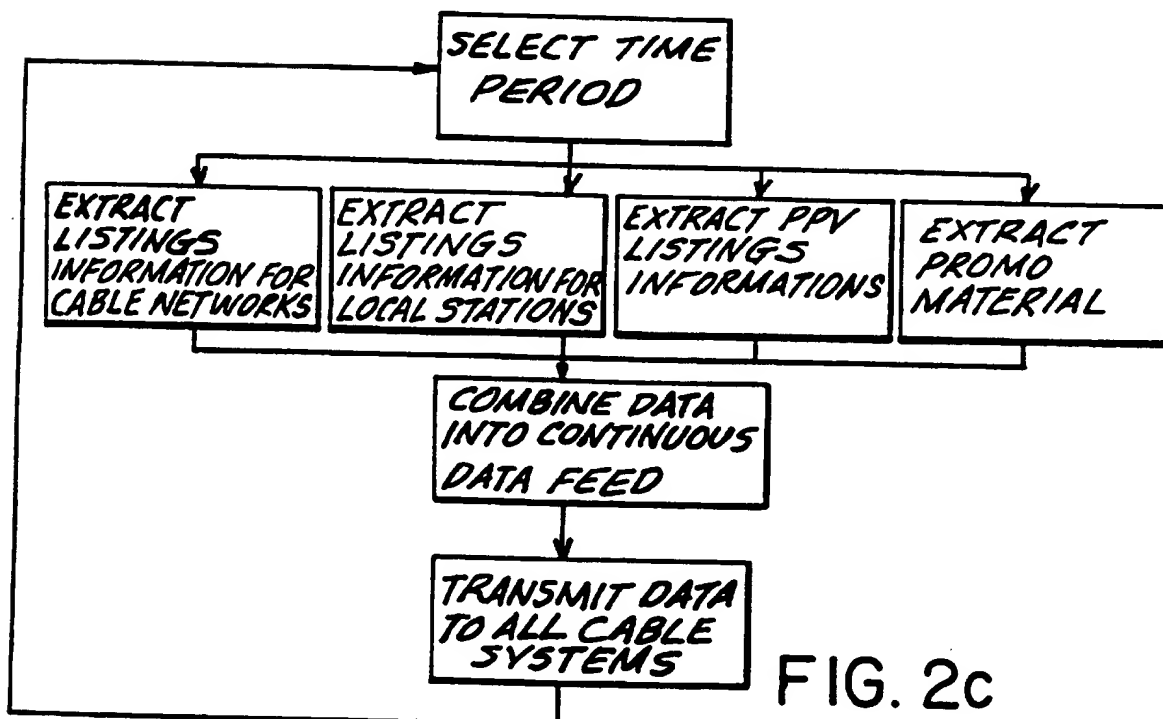 SELECT TIME
PERIOD
EXTRACT
LISTINGS
INFORMATION FOR
CABLE NETWORKS
EXTRACT
LISTINGS
INFORMATION FOR
LOCAL STATIONS
EXTRACT PPV
LISTINGS
INFORMATIONS
EXTRACT
PROMO
MATERIAL
COMBINE DATA
INTO CONTINUOUS
DATA FEED
TRANSMIT DATA
TO ALL CABLE
SYSTEMS
FIG. 2c